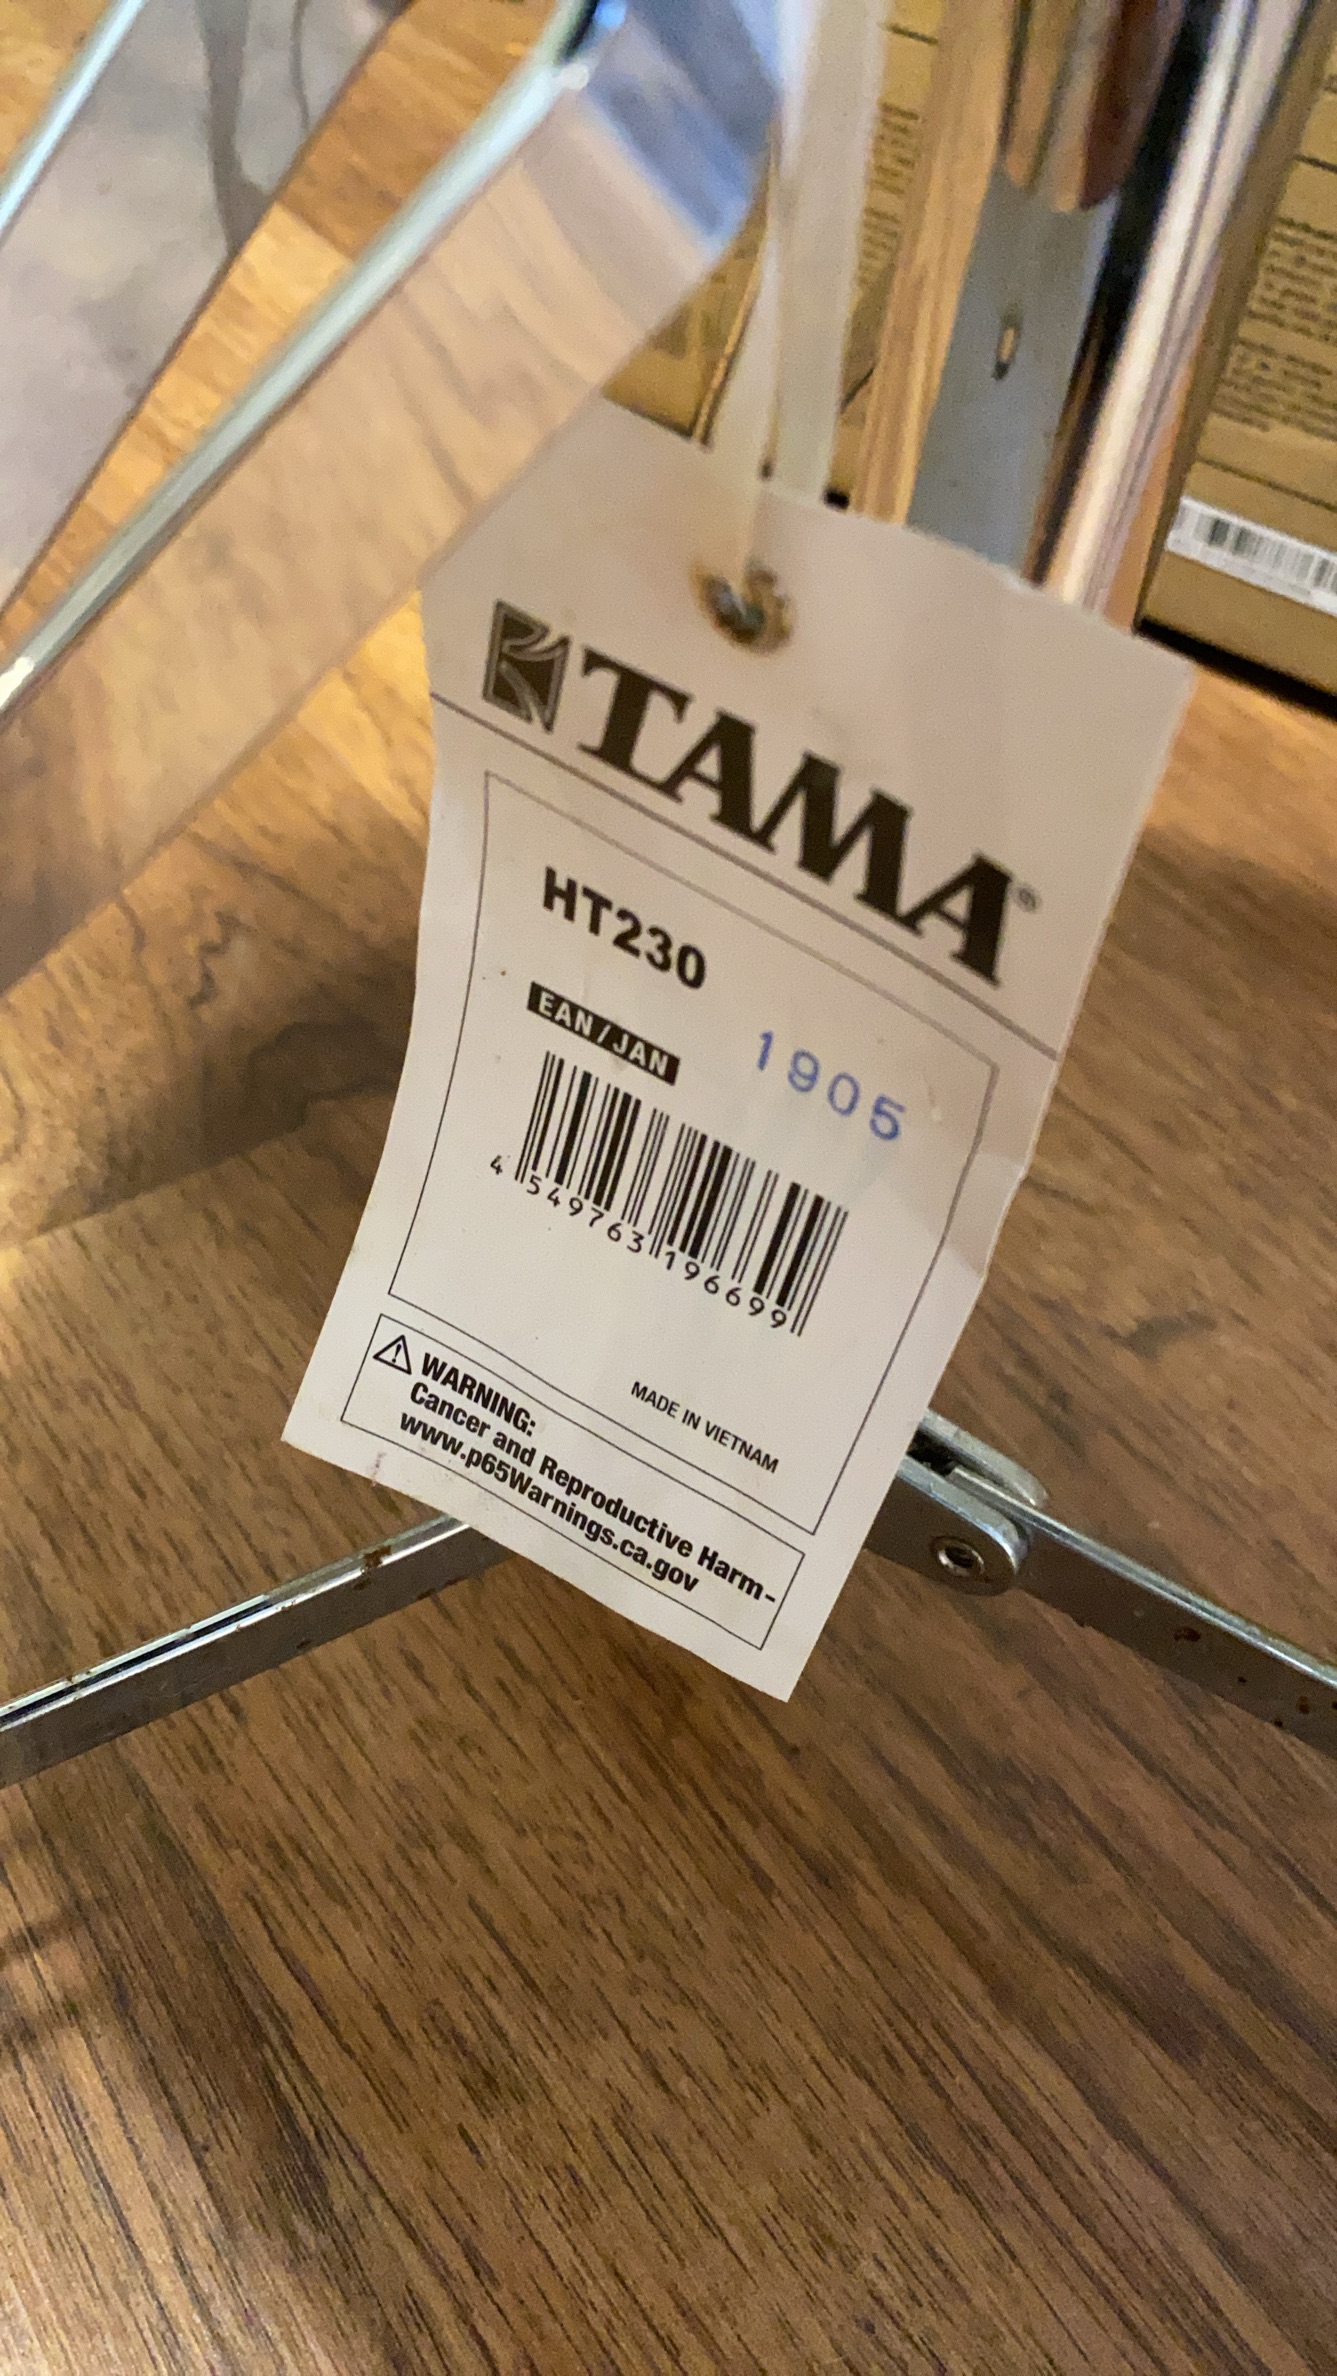 TAMA®
HT230
EAN/JAN
1905
4 549763 196699
MADE IN VIETNAM
WARNING:
Cancer and Reproductive Harm-
www.p65Warnings.ca.gov